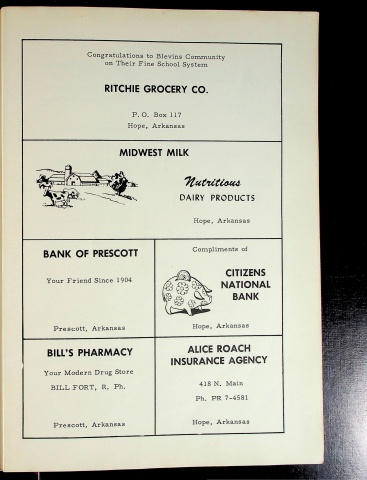 Congratulations to Blevins Community
on Their Fine School System
RITCHIE GROCERY CO.
P. O. Box 117
Hope, Arkansas
MIDWEST MILK
Nutritious
DAIRY PRODUCTS
Hope, Arkansas
BANK OF PRESCOTT
Your Friend Since 1904
Prescott, Arkansas
Compliments of
CITIZENS
NATIONAL
BANK
Hope, Arkansas
BILL'S PHARMACY
Your Modern Drug Store
BILL FORT, R. Ph.
Prescott, Arkansas
ALICE ROACH
INSURANCE AGENCY
418 N. Main
Ph. PR 7-4581
Hope, Arkansas